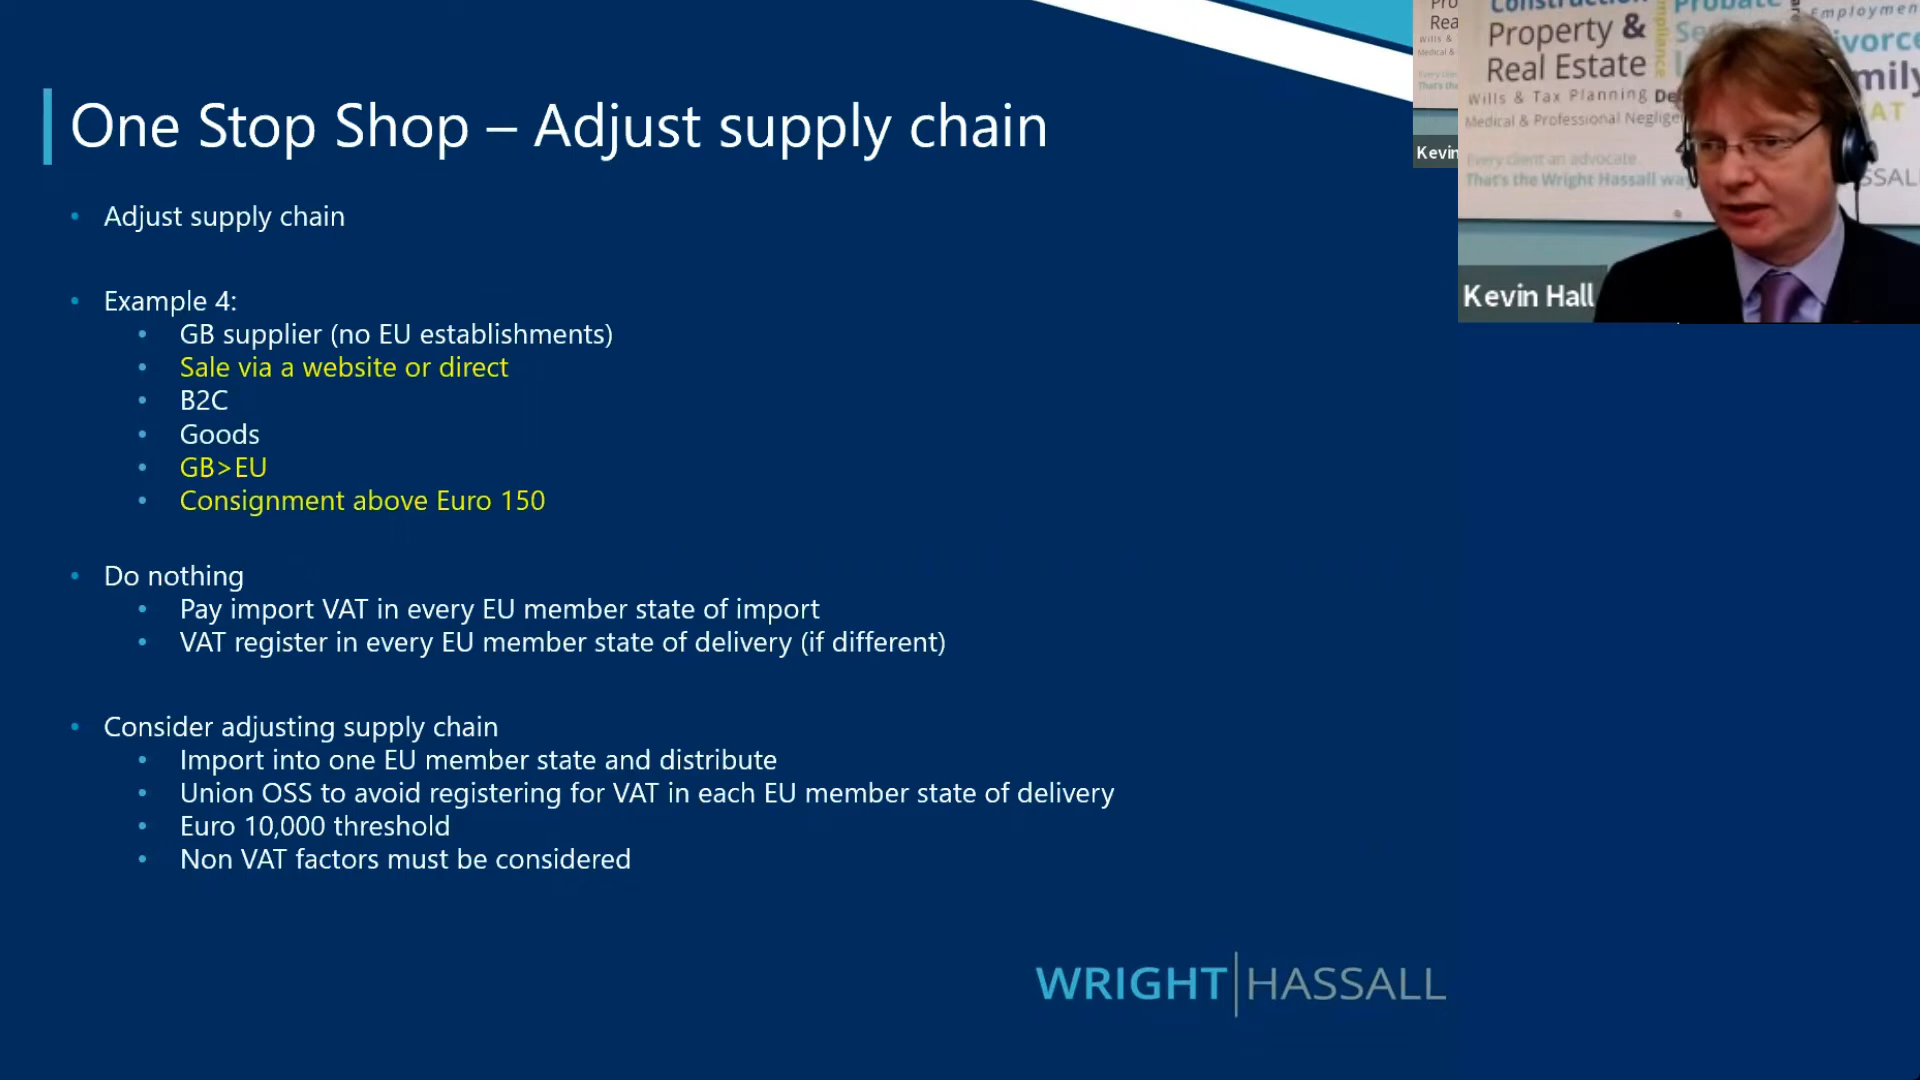 One Stop Shop – Adjust supply chain
• Adjust supply chain
• Example 4:
• GB supplier (no EU establishments)
• Sale via a website or direct
• B2C
• Goods
• GB>EU
• Consignment above Euro 150
• Do nothing
• Pay import VAT in every EU member state of import
• VAT register in every EU member state of delivery (if different)
• Consider adjusting supply chain
• Import into one EU member state and distribute
• Union OSS to avoid registering for VAT in each EU member state of delivery
• Euro 10,000 threshold
• Non VAT factors must be considered
WRIGHT HASSALL
Kevin
Construction
Property &
Real Estate
Wills & Tax Planning
Medical & Professional
Every client an advocate
That's the Wright Hassall way
Probate
Kevin Hall